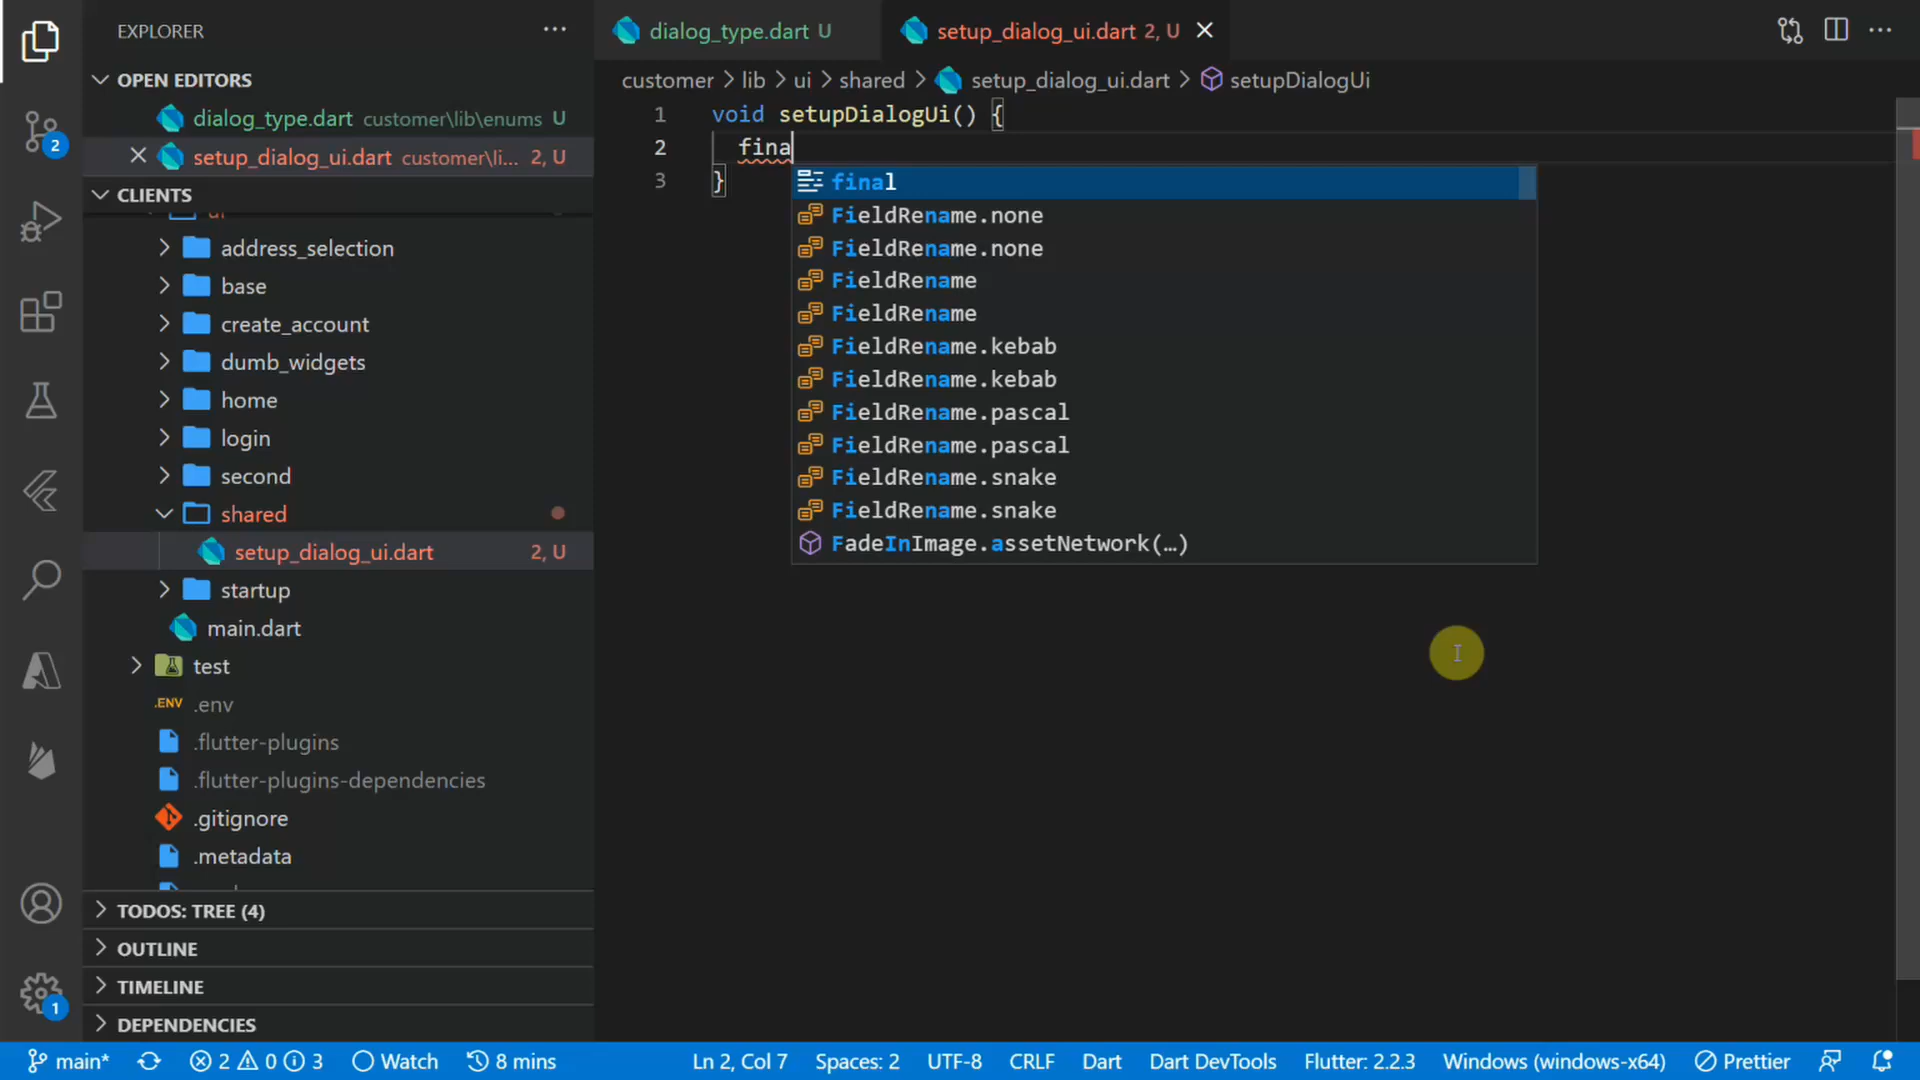 EXPLORER
OPEN EDITORS
dialog_type.dart customer\lib\enums U
setup_dialog_ui.dart customer\li... 2, U
CLIENTS
ui
address_selection
base
create_account
dumb_widgets
home
login
second
shared
setup_dialog_ui.dart 2, U
startup
main.dart
test
.ENV .env
.flutter-plugins
.flutter-plugins-dependencies
.gitignore
.metadata
TODOS: TREE (4)
OUTLINE
TIMELINE
DEPENDENCIES
2
1
dialog_type.dart U
setup_dialog_ui.dart 2, U
customer > lib > ui > shared > setup_dialog_ui.dart > setupDialogUi
1 void setupDialogUi() {
2 fina
3 }
final
FieldRename.none
FieldRename.none
FieldRename
FieldRename
FieldRename.kebab
FieldRename.kebab
FieldRename.pascal
FieldRename.pascal
FieldRename.snake
FieldRename.snake
FadeInImage.assetNetwork(…)
main* 2 0 3 Watch 8 mins Ln 2, Col 7 Spaces: 2 UTF-8 CRLF Dart Dart DevTools Flutter: 2.2.3 Windows (windows-x64) Prettier